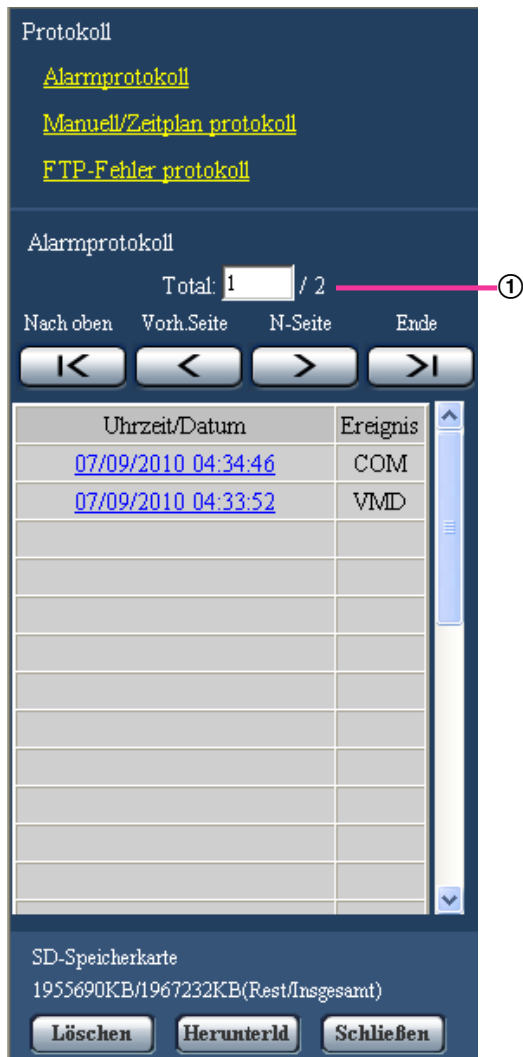 Protokoll
Alarmprotokoll
Manuell/Zeitplan protokoll
FTP-Fehler protokoll
Alarmprotokoll
Total: 1 / 2 ①
Nach oben Vorh.Seite N-Seite Ende
Uhrzeit/Datum Ereignis
07/09/2010 04:34:46 COM
07/09/2010 04:33:52 VMD
SD-Speicherkarte
1955690KB/1967232KB(Rest/Insgesamt)
Löschen Herunterld Schließen